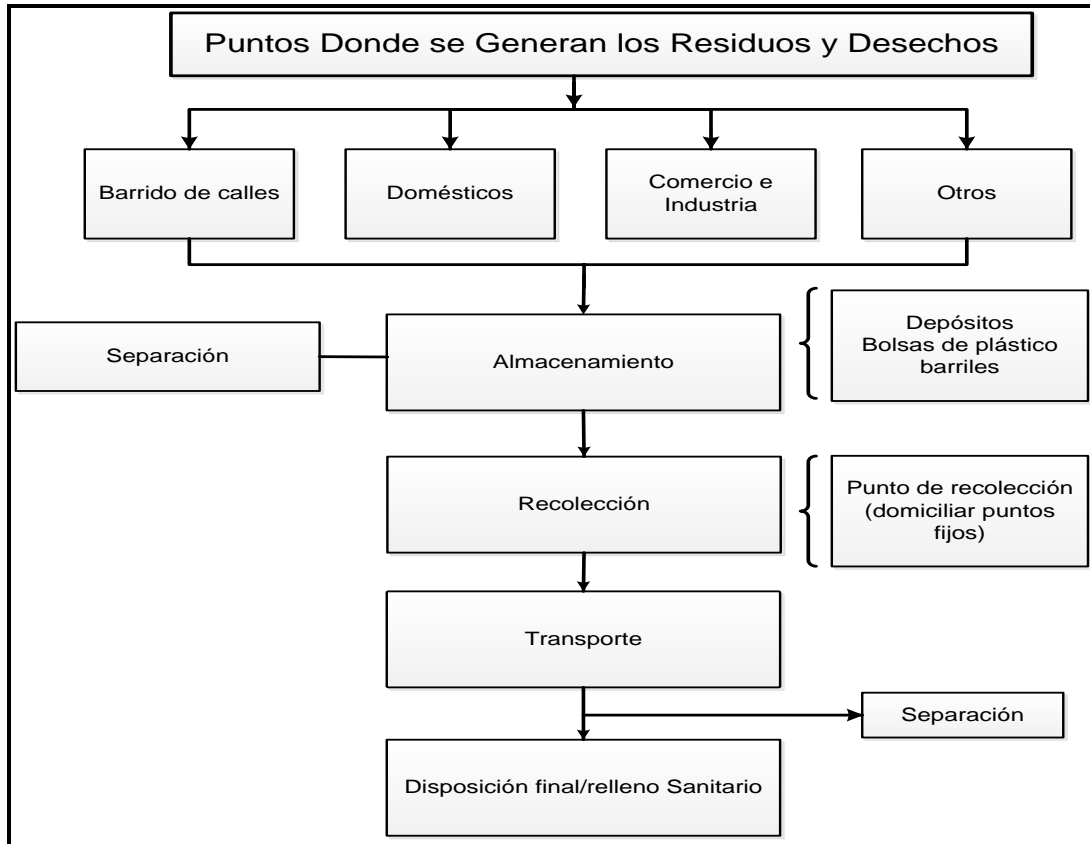 Puntos Donde se Generan los Residuos y Desechos
Barrido de calles
Domésticos
Comercio e
Industria
Otros
Separación
Almacenamiento
Depósitos
Bolsas de plástico
barriles
Recolección
Punto de recolección
(domiciliar puntos
fijos)
Transporte
Separación
Disposición final/relleno Sanitario